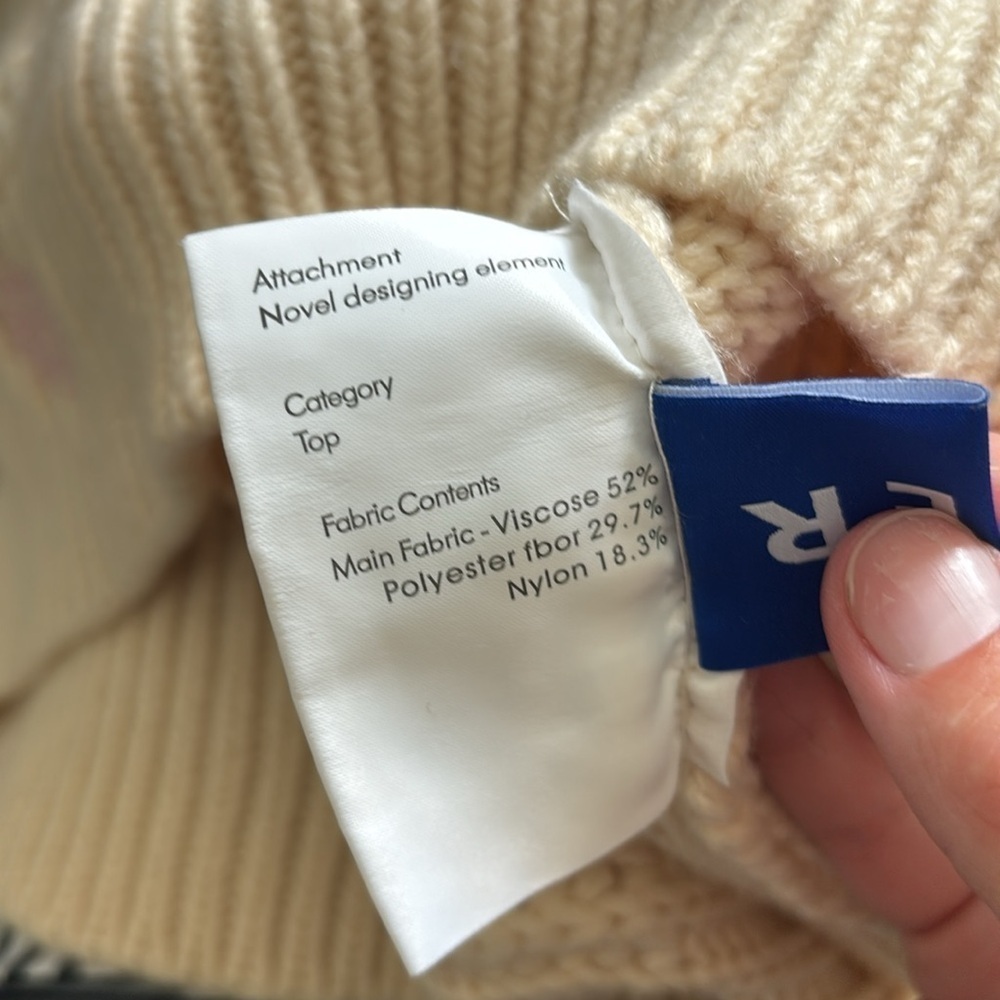 Attachment
Novel designing element
Category
Top
Fabric Contents
Main Fabric - Viscose 52%
Polyester fbor 29.7%
Nylon 18.3%